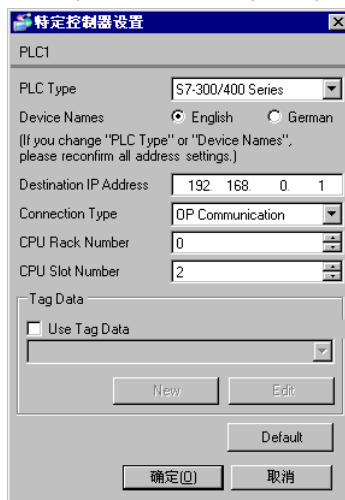 特定控制器设置
PLC1
PLC Type S7-300/400 Series
Device Names English German
(If you change "PLC Type" or "Device Names",
please reconfirm all address settings.)
Destination IP Address 192. 168. 0. 1
Connection Type OP Communication
CPU Rack Number 0
CPU Slot Number 2
Tag Data
Use Tag Data
New Edit
Default
确定(O) 取消